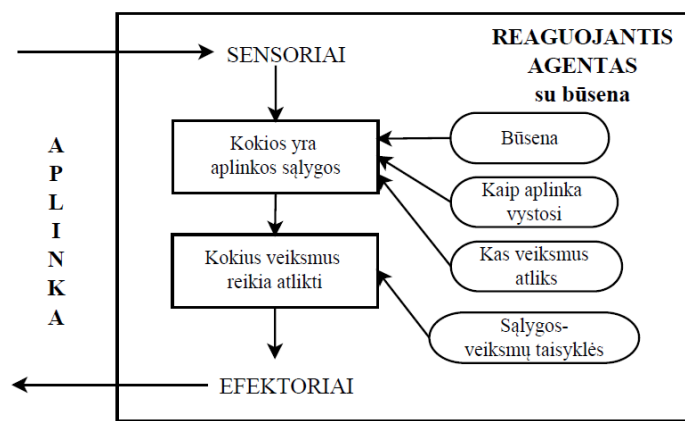 SENSORIAI
REAGUOJANTIS
AGENTAS
su būsena
APLINKA
Kokios yra
aplinkos sąlygos
Būsena
Kaip aplinka
vystosi
Kas veiksmus
atliks
Kokius veiksmus
reikia atlikti
Sąlygos-
veiksmų taisyklės
EFEKTORIAI